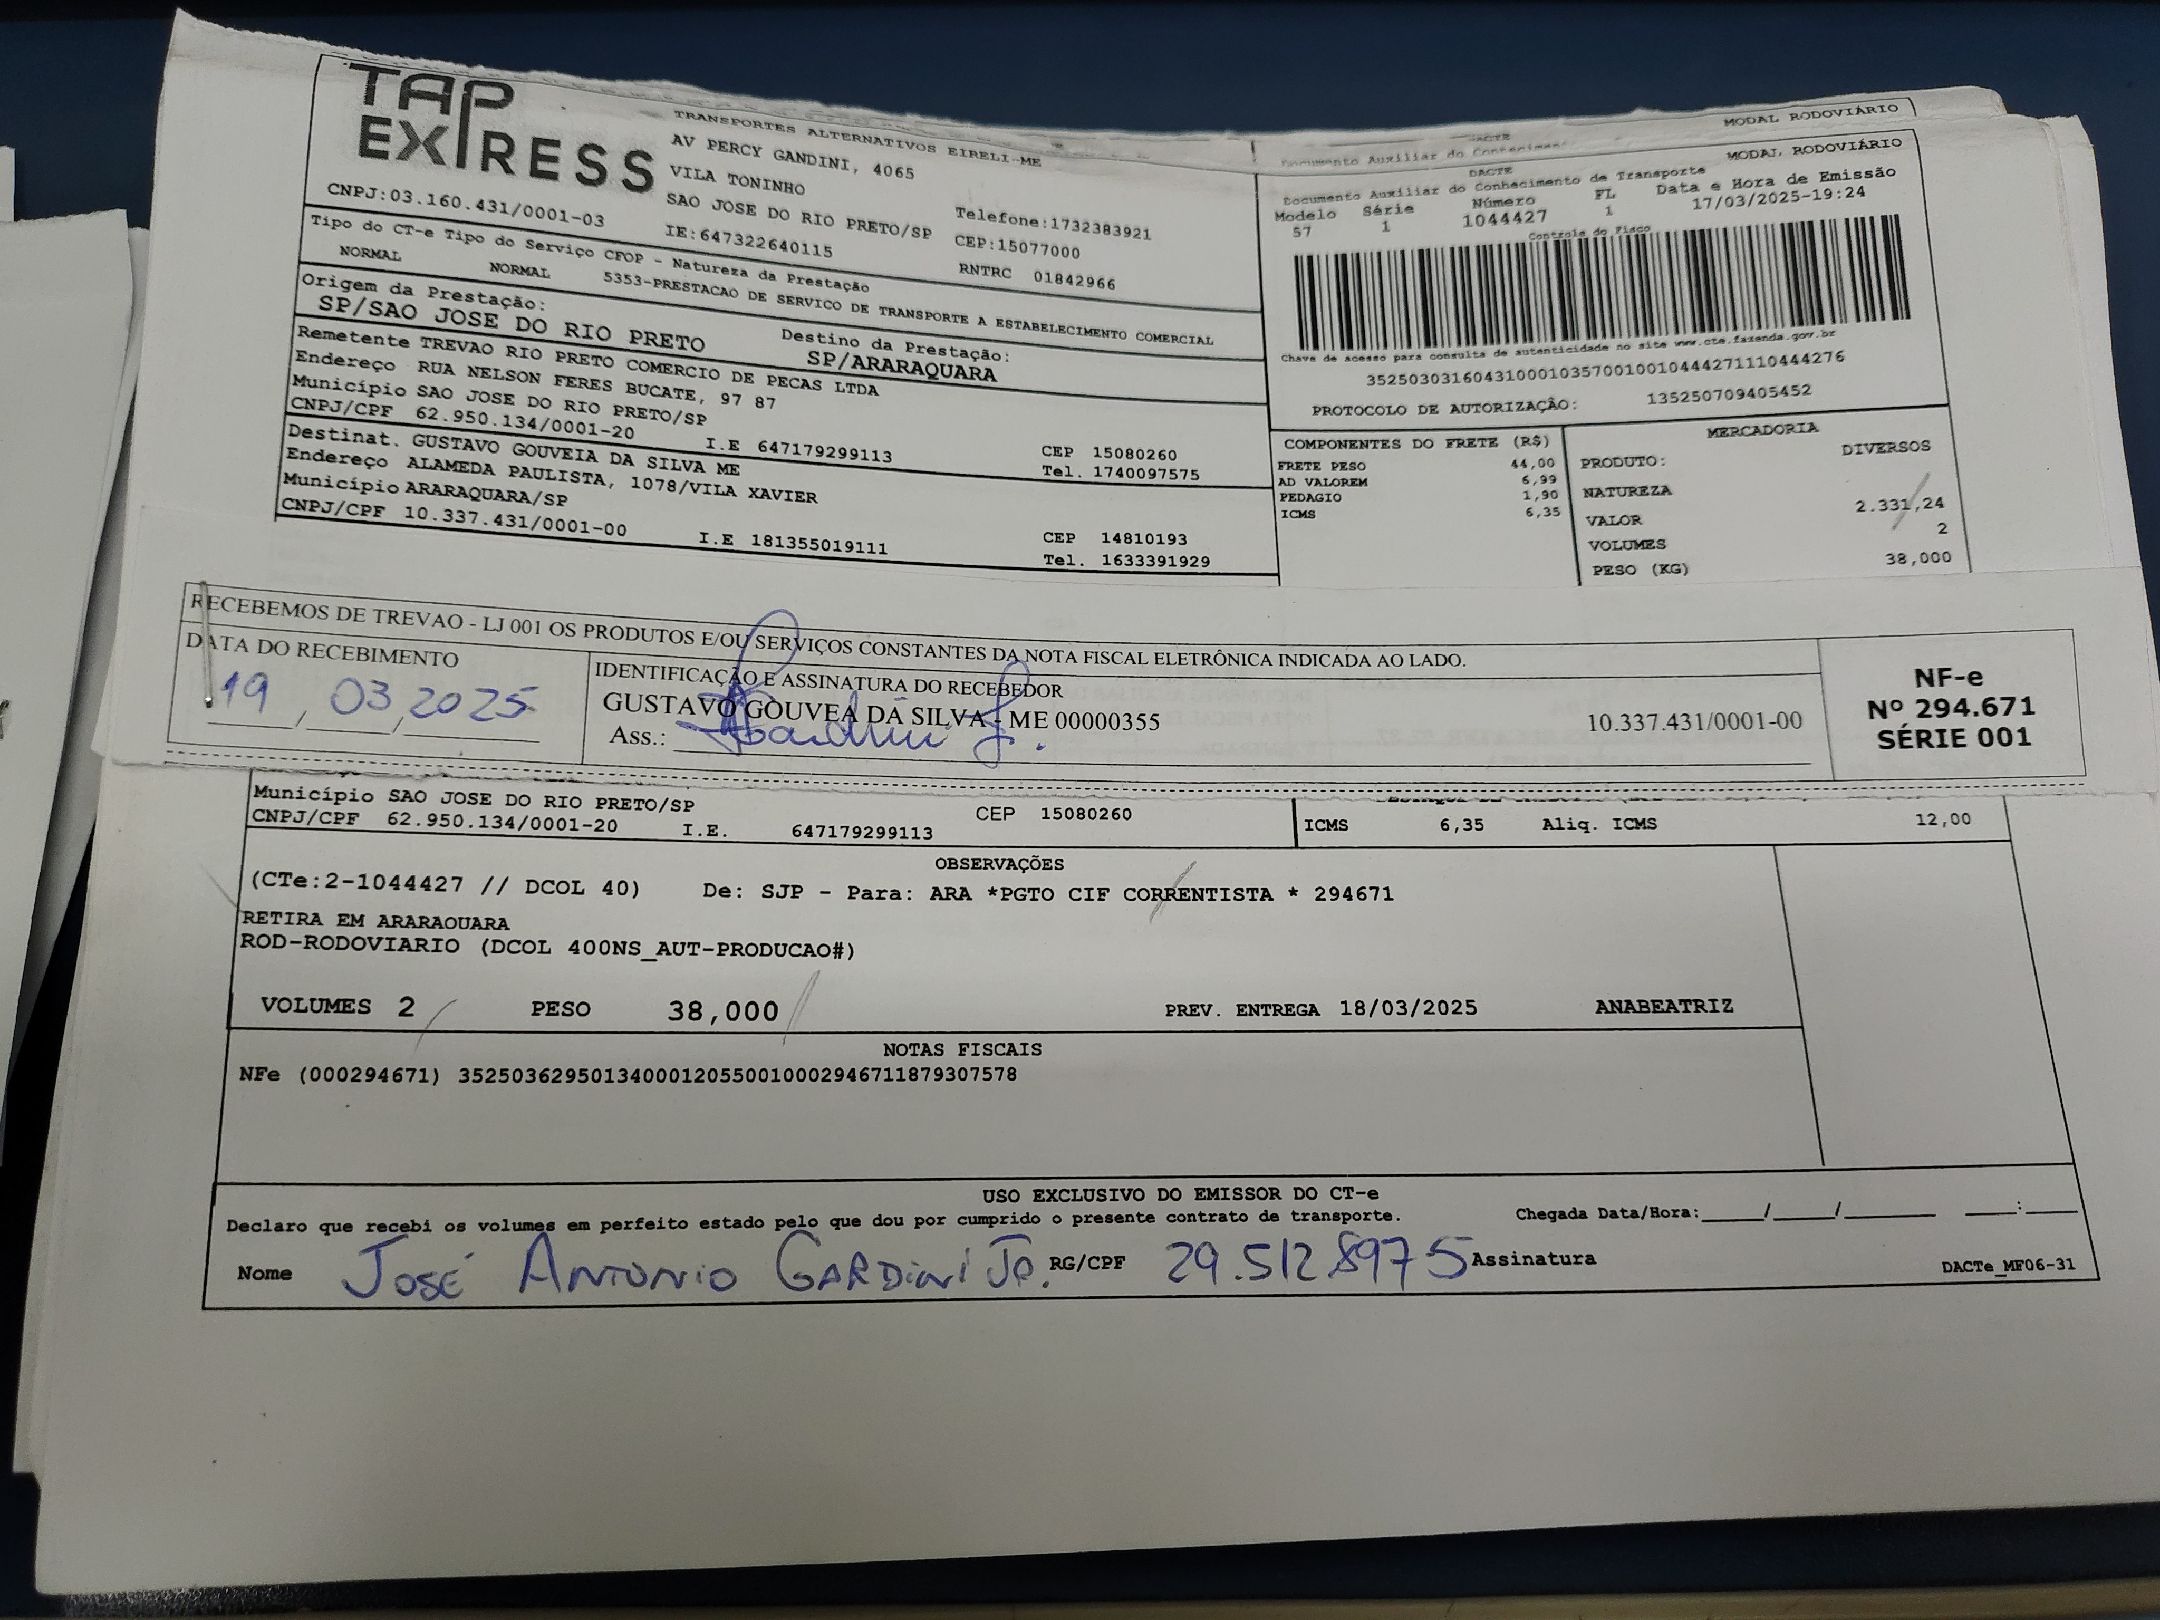 TAP EXPRESS
TRANSPORTES ALTERNATIVOS EIRELI-ME
AV PERCY GANDINI, 4065
VILA TONINHO
SAO JOSE DO RIO PRETO/SP
CNPJ:03.160.431/0001-03
IE:647322640115
Telefone:1732383921
CEP:15077000
RNTRC 01842966
Tipo do CT-e Tipo do Serviço CFOP - Natureza da Prestação
NORMAL NORMAL 5353-PRESTACAO DE SERVICO DE TRANSPORTE A ESTABELECIMENTO COMERCIAL
Origem da Prestação: Destino da Prestação:
SP/SAO JOSE DO RIO PRETO SP/ARARAQUARA
Remetente TREVAO RIO PRETO COMERCIO DE PECAS LTDA
Endereço RUA NELSON FERES BUCATE, 97 87
Município SAO JOSE DO RIO PRETO/SP CEP 15080260
CNPJ/CPF 62.950.134/0001-20 I.E 647179299113 Tel. 1740097575
Destinat. GUSTAVO GOUVEIA DA SILVA ME
Endereço ALAMEDA PAULISTA, 1078/VILA XAVIER
Município ARARAQUARA/SP CEP 14810193
CNPJ/CPF 10.337.431/0001-00 I.E 181355019111 Tel. 1633391929
MODAL RODOVIÁRIO
DACTE
Documento Auxiliar do
DACTE MODAL RODOVIÁRIO
Documento Auxiliar do Conhecimento de Transporte
Modelo Série Número FL Data e Hora de Emissão
57 1 1044427 1 17/03/2025-19:24
Controle do Fisco
Chave de acesso para consulta de autenticidade no site www.cte.fazenda.gov.br
35250303160431000103570010010444271110444276
PROTOCOLO DE AUTORIZAÇÃO: 135250709405452
COMPONENTES DO FRETE (R$)
FRETE PESO 44,00
AD VALOREM 6,99
PEDAGIO 1,90
ICMS 6,35
MERCADORIA
PRODUTO: DIVERSOS
NATUREZA
VALOR 2.331,24
VOLUMES 2
PESO (KG) 38,000
RECEBEMOS DE TREVAO - LJ 001 OS PRODUTOS E/OU SERVIÇOS CONSTANTES DA NOTA FISCAL ELETRÔNICA INDICADA AO LADO.
DATA DO RECEBIMENTO
19, 03, 2025
IDENTIFICAÇÃO E ASSINATURA DO RECEBEDOR
GUSTAVO GOUVEA DA SILVA - ME 00000355 10.337.431/0001-00
Ass.:
NF-e
Nº 294.671
SÉRIE 001
Município SAO JOSE DO RIO PRETO/SP CEP 15080260
CNPJ/CPF 62.950.134/0001-20 I.E. 647179299113
ICMS 6,35 Aliq. ICMS 12,00
OBSERVAÇÕES
(CTe:2-1044427 // DCOL 40) De: SJP - Para: ARA *PGTO CIF CORRENTISTA * 294671
RETIRA EM ARARAQUARA
ROD-RODOVIARIO (DCOL 400NS_AUT-PRODUCAO#)
VOLUMES 2 PESO 38,000 PREV. ENTREGA 18/03/2025 ANABEATRIZ
NOTAS FISCAIS
NFe (000294671) 35250362950134000120550010002946711879307578
USO EXCLUSIVO DO EMISSOR DO CT-e
Declaro que recebi os volumes em perfeito estado pelo que dou por cumprido o presente contrato de transporte. Chegada Data/Hora:____/____/______ ___:___
Nome JOSÉ ANTONIO GARDINI JR. RG/CPF 29.512.897 5 Assinatura
DACTe_MF06-31